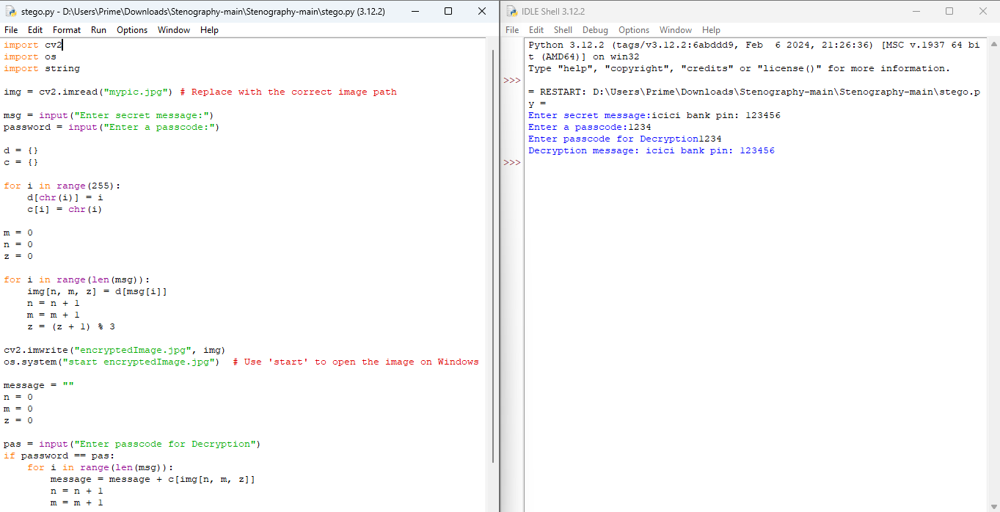 stego.py - D:\Users\Prime\Downloads\Stenography-main\Stenography-main\stego.py (3.12.2)
File Edit Format Run Options Window Help
import cv2
import os
import string
img = cv2.imread("mypic.jpg") # Replace with the correct image path
msg = input("Enter secret message:")
password = input("Enter a passcode:")
d = {}
c = {}
for i in range(255):
    d[chr(i)] = i
    c[i] = chr(i)
m = 0
n = 0
z = 0
for i in range(len(msg)):
    img[n, m, z] = d[msg[i]]
    n = n + 1
    m = m + 1
    z = (z + 1) % 3
cv2.imwrite("encryptedImage.jpg", img)
os.system("start encryptedImage.jpg")  # Use 'start' to open the image on Windows
message = ""
n = 0
m = 0
z = 0
pas = input("Enter passcode for Decryption")
if password == pas:
    for i in range(len(msg)):
        message = message + c[img[n, m, z]]
        n = n + 1
        m = m + 1
IDLE Shell 3.12.2
File Edit Shell Debug Options Window Help
Python 3.12.2 (tags/v3.12.2:6abddd9, Feb  6 2024, 21:26:36) [MSC v.1937 64 bi
t (AMD64)] on win32
Type "help", "copyright", "credits" or "license()" for more information.
>>>
= RESTART: D:\Users\Prime\Downloads\Stenography-main\Stenography-main\stego.p
y =
Enter secret message:icici bank pin: 123456
Enter a passcode:1234
Enter passcode for Decryption1234
Decryption message: icici bank pin: 123456
>>>